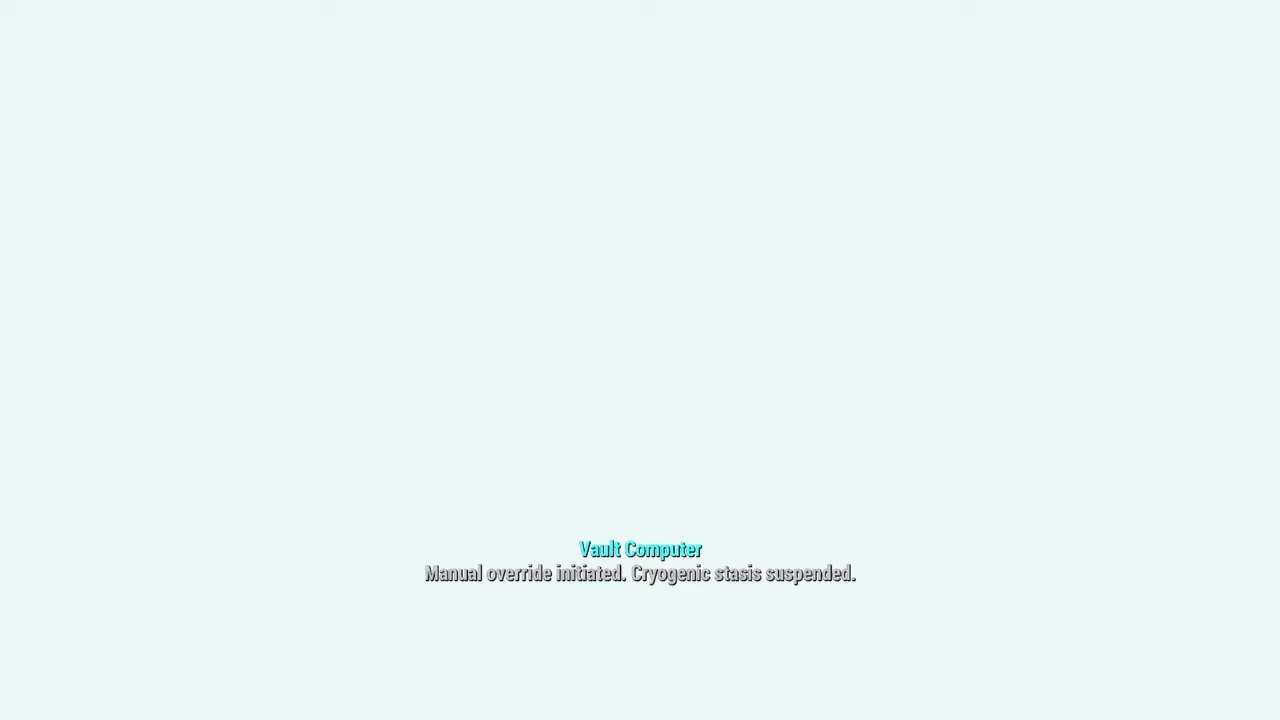 Vault Computer
Manual override initiated. Cryogenic stasis suspended.